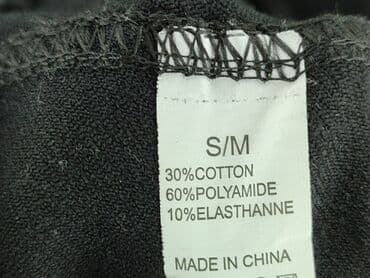 S/M
30%COTTON
60%POLYAMIDE
10%ELASTHANNE
MADE IN CHINA